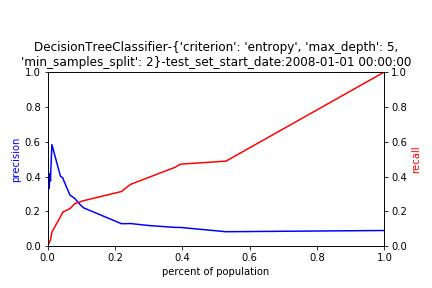 DecisionTreeClassifier-{'criterion': 'entropy', 'max_depth': 5,
'min_samples_split': 2}-test_set_start_date:2008-01-01 00:00:00
1.0 1.0
0.8 0.8
0.6 0.6
precision recall
0.4 0.4
0.2 0.2
0.0 0.0
0.0 0.2 0.4 0.6 0.8 1.0
percent of population